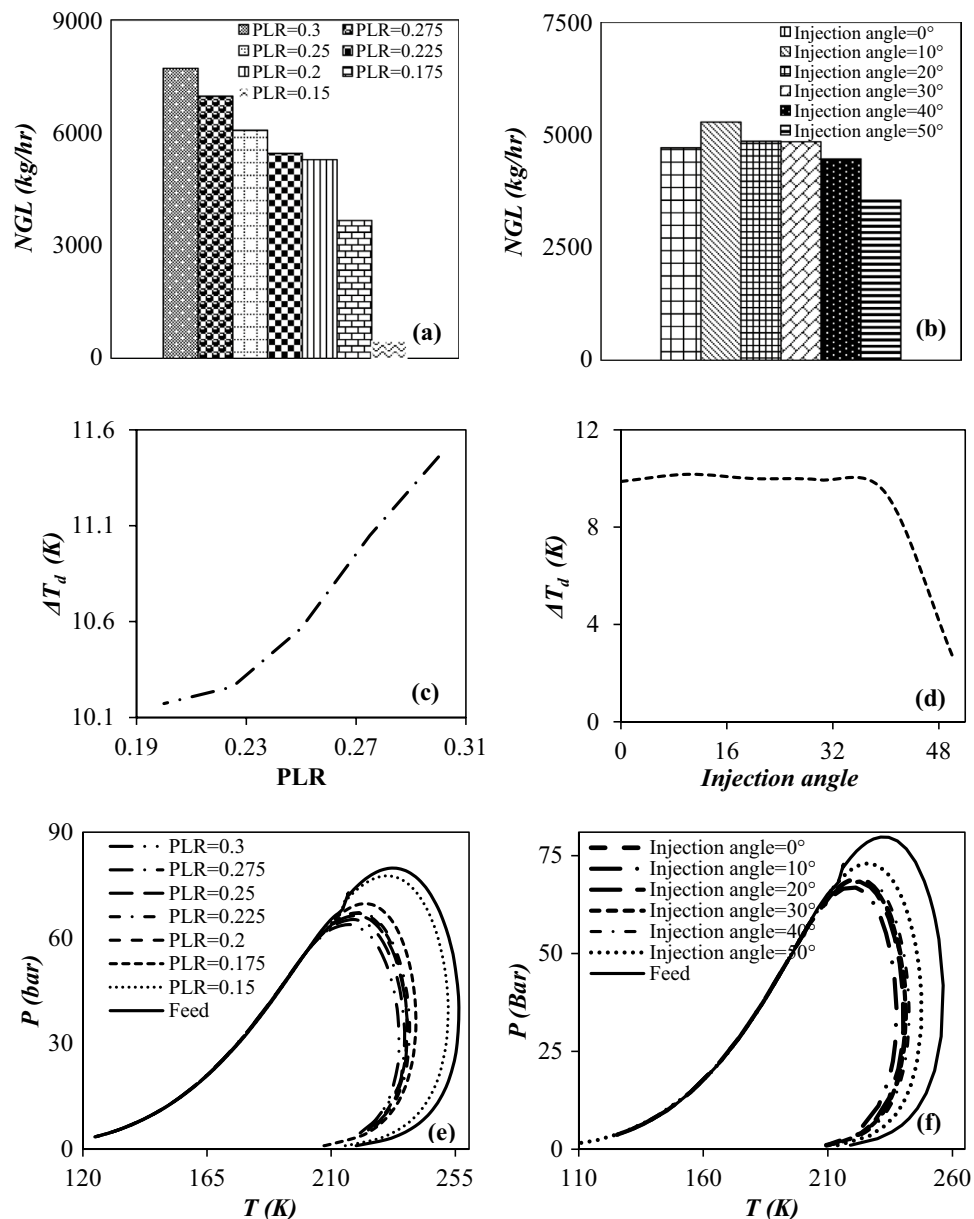 9000
6000
3000
0
NGL (kg/hr)
PLR=0.3 PLR=0.275
PLR=0.25 PLR=0.225
PLR=0.2 PLR=0.175
PLR=0.15
(a)
7500
5000
2500
0
NGL (kg/hr)
Injection angle=0°
Injection angle=10°
Injection angle=20°
Injection angle=30°
Injection angle=40°
Injection angle=50°
(b)
11.6
11.1
10.6
10.1
ΔT_d (K)
(c)
0.19 0.23 0.27 0.31
PLR
12
8
4
0
ΔT_d (K)
(d)
0 16 32 48
Injection angle
90
60
30
0
P (bar)
PLR=0.3
PLR=0.275
PLR=0.25
PLR=0.225
PLR=0.2
PLR=0.175
PLR=0.15
Feed
(e)
120 165 210 255
T (K)
75
50
25
0
P (Bar)
Injection angle=0°
Injection angle=10°
Injection angle=20°
Injection angle=30°
Injection angle=40°
Injection angle=50°
Feed
(f)
110 160 210 260
T (K)